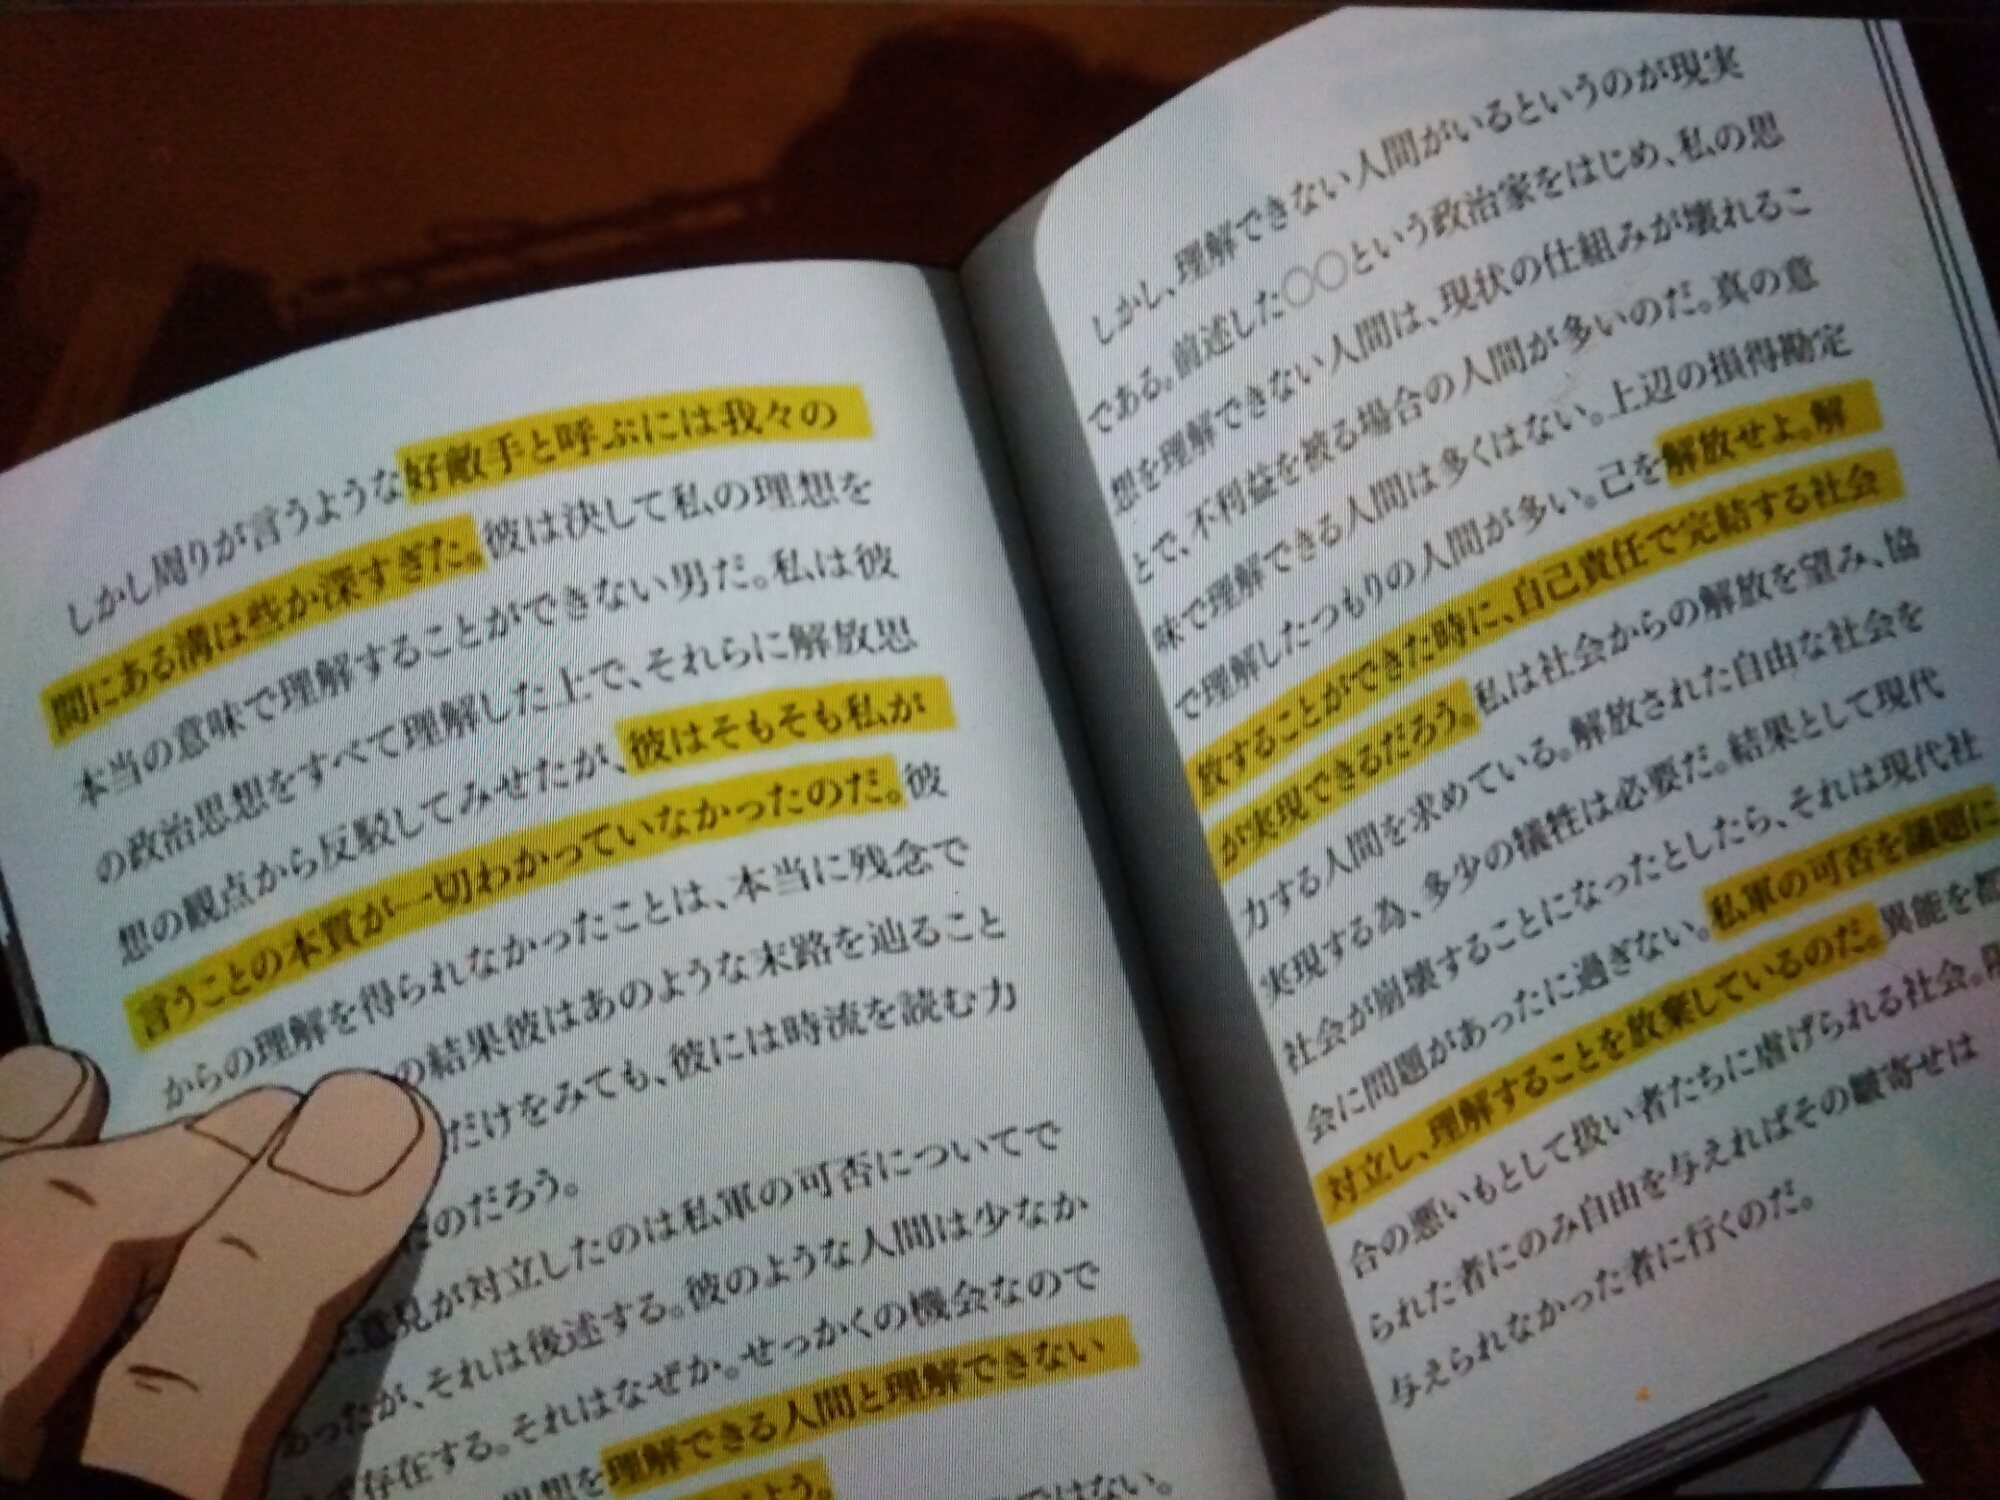 しかし周りが言うような好敵手と呼ぶには我々の
間にある溝は些か深すぎた。彼は決して私の理想を
本当の意味で理解することができない男だ。私は彼
の政治思想をすべて理解した上で、それらに解放思
想の観点から反駁してみせたが、彼はそもそも私が
言うことの本質が一切わかっていなかったのだ。彼
からの理解を得られなかったことは、本当に残念で
の結果彼はあのような末路を辿ること
だけをみても、彼には時流を読む力
のだろう。
意見が対立したのは私軍の可否についてで
あったが、それは後述する。彼のような人間は少なか
存在する。それはなぜか。せっかくの機会なので
思想を理解できる人間と理解できない
よう。
ではない。
しかし、理解できない人間がいるというのが現実
である。前述した〇〇という政治家をはじめ、私の思
想を理解できない人間は、現状の仕組みが壊れるこ
とで、不利益を被る場合の人間が多いのだ。真の意
味で理解できる人間は多くはない。上辺の損得勘定
で理解したつもりの人間が多い。己を解放せよ。解
放することができた時に、自己責任で完結する社会
が実現できるだろう。私は社会からの解放を望み、協
力する人間を求めている。解放された自由な社会を
実現する為、多少の犠牲は必要だ。結果として現代
社会が崩壊することになったとしたら、それは現代社
会に問題があったに過ぎない。私軍の可否を議題に
対立し、理解することを放棄しているのだ。異能を都
合の悪いもとして扱い者たちに虐げられる社会。限
られた者にのみ自由を与えればその皺寄せは
与えられなかった者に行くのだ。